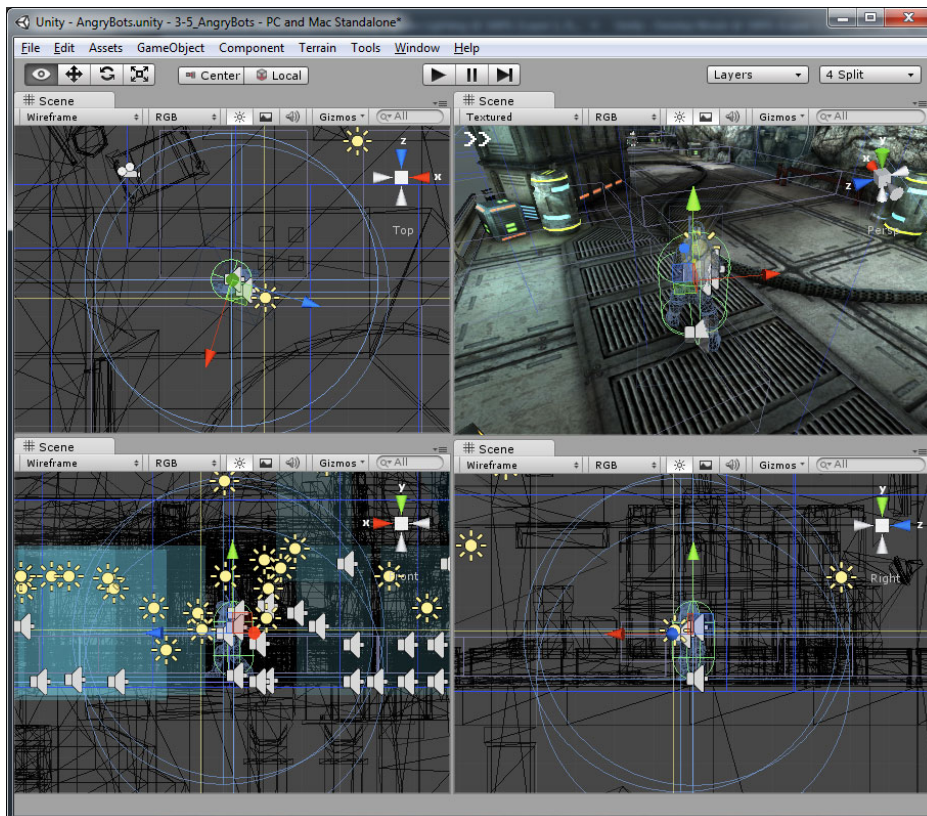 Unity - AngryBots.unity - 3-5_AngryBots - PC and Mac Standalone*
File Edit Assets GameObject Component Terrain Tools Window Help
Center Local Layers 4 Split
Scene
Wireframe RGB Gizmos All
z
x
Top
Scene
Textured RGB Gizmos All
x
y
z
Persp
Scene
Wireframe RGB Gizmos All
y
x
Front
Scene
Wireframe RGB Gizmos All
y
z
Right